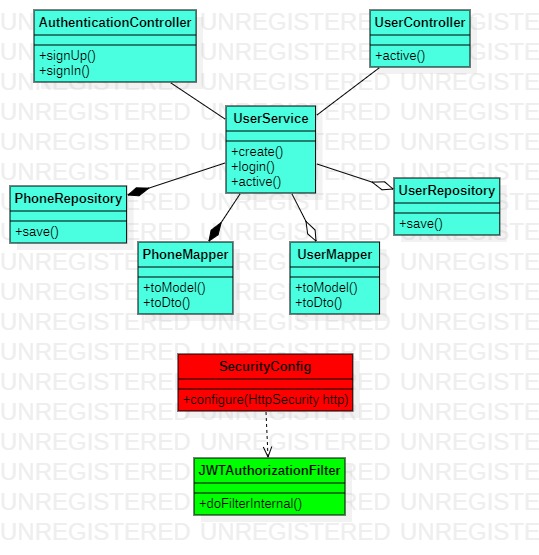 AuthenticationController
+signUp()
+signIn()
UserController
+active()
UserService
+create()
+login()
+active()
PhoneRepository
+save()
UserRepository
+save()
PhoneMapper
+toModel()
+toDto()
UserMapper
+toModel()
+toDto()
SecurityConfig
+configure(HttpSecurity http)
JWTAuthorizationFilter
+doFilterInternal()
UNREGISTERED UNREGISTERED UNREGISTERED